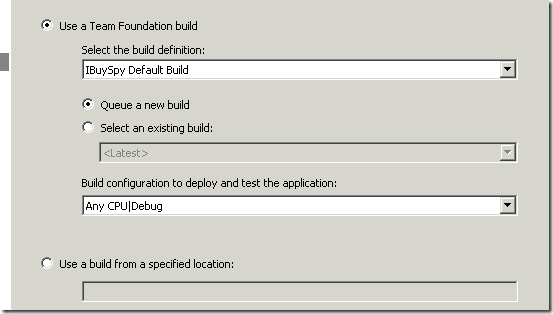 Use a Team Foundation build
Select the build definition:
IBuySpy Default Build
Queue a new build
Select an existing build:
<Latest>
Build configuration to deploy and test the application:
Any CPU|Debug
Use a build from a specified location: